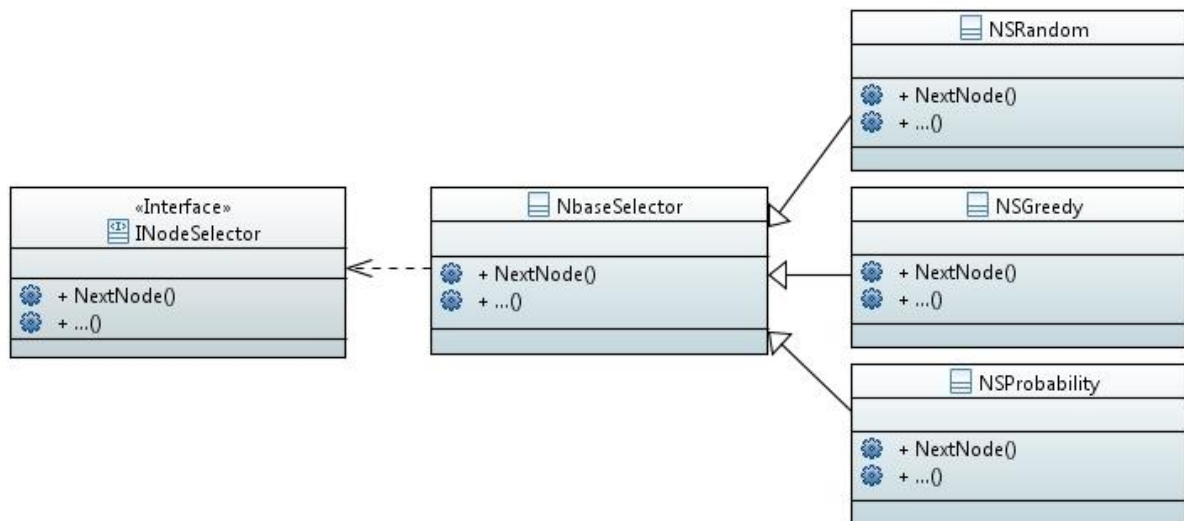 «Interface»
INodeSelector
+ NextNode()
+ ...()
NbaseSelector
+ NextNode()
+ ...()
NSRandom
+ NextNode()
+ ...()
NSGreedy
+ NextNode()
+ ...()
NSProbability
+ NextNode()
+ ...()